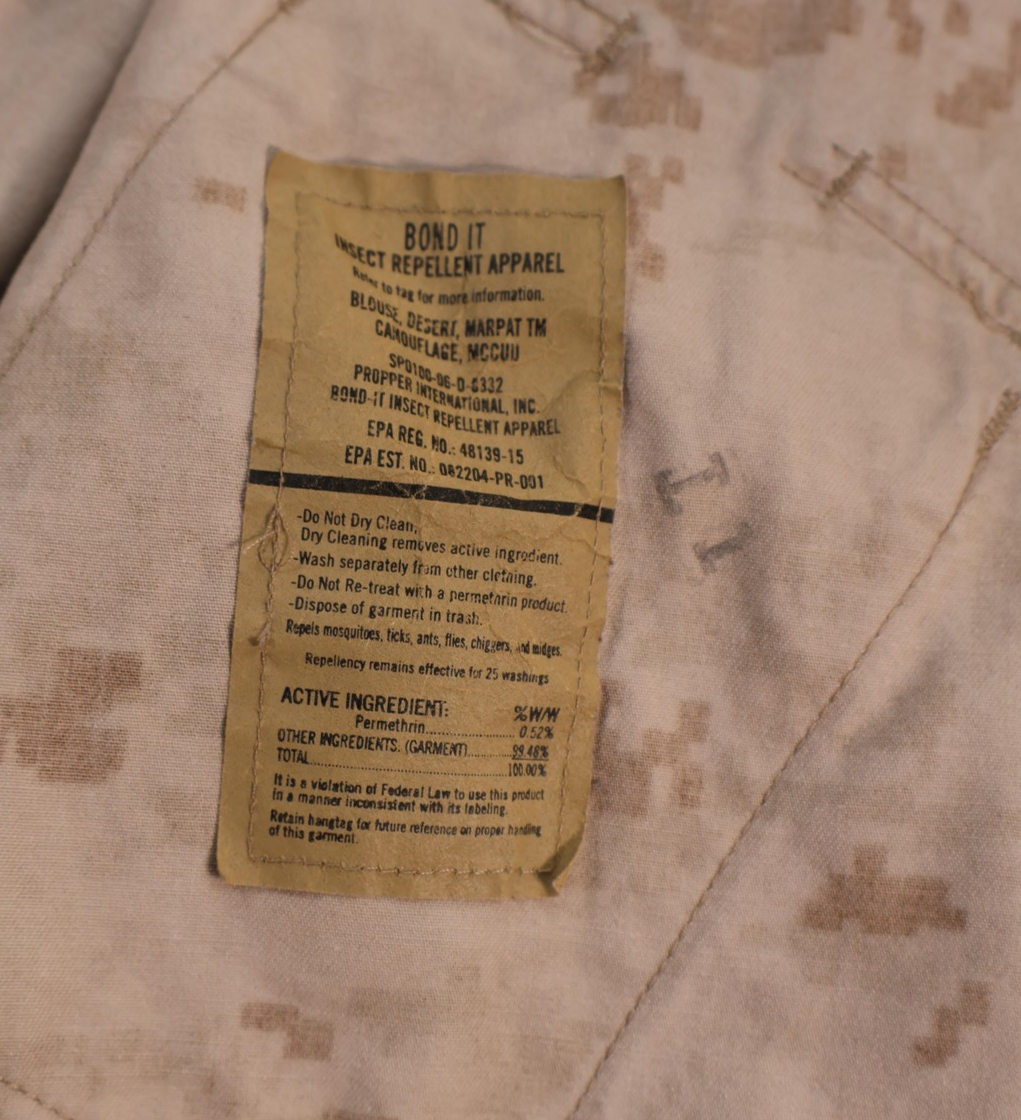 BOND IT
INSECT REPELLENT APPAREL
Refer to tag for more information.
BLOUSE, DESERT, MARPAT TM
CAMOUFLAGE, MCCUU
SP0100-06-D-0332
PROPPER INTERNATIONAL, INC.
BOND-IT INSECT REPELLENT APPAREL
EPA REG. NO.: 48139-15
EPA EST. NO.: 082204-PR-001
-Do Not Dry Clean,
Dry Cleaning removes active ingredient.
-Wash separately from other clothing.
-Do Not Re-treat with a permethrin product.
-Dispose of garment in trash.
Repels mosquitoes, ticks, ants, flies, chiggers, and midges.
Repellency remains effective for 25 washings
ACTIVE INGREDIENT: %W/W
Permethrin................................ 0.52%
OTHER INGREDIENTS: (GARMENT)............99.48%
TOTAL....................................................100.00%
It is a violation of Federal Law to use this product
in a manner inconsistent with its labeling.
Retain hangtag for future reference on proper handling
of this garment.